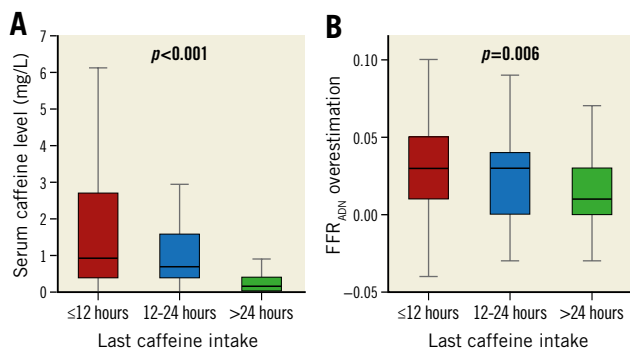 A
p<0.001
Serum caffeine level (mg/L)
7
6
5
4
3
2
1
0
≤12 hours 12-24 hours >24 hours
Last caffeine intake
B
p=0.006
FFRADN overestimation
0.10
0.05
0.00
−0.05
≤12 hours 12-24 hours >24 hours
Last caffeine intake